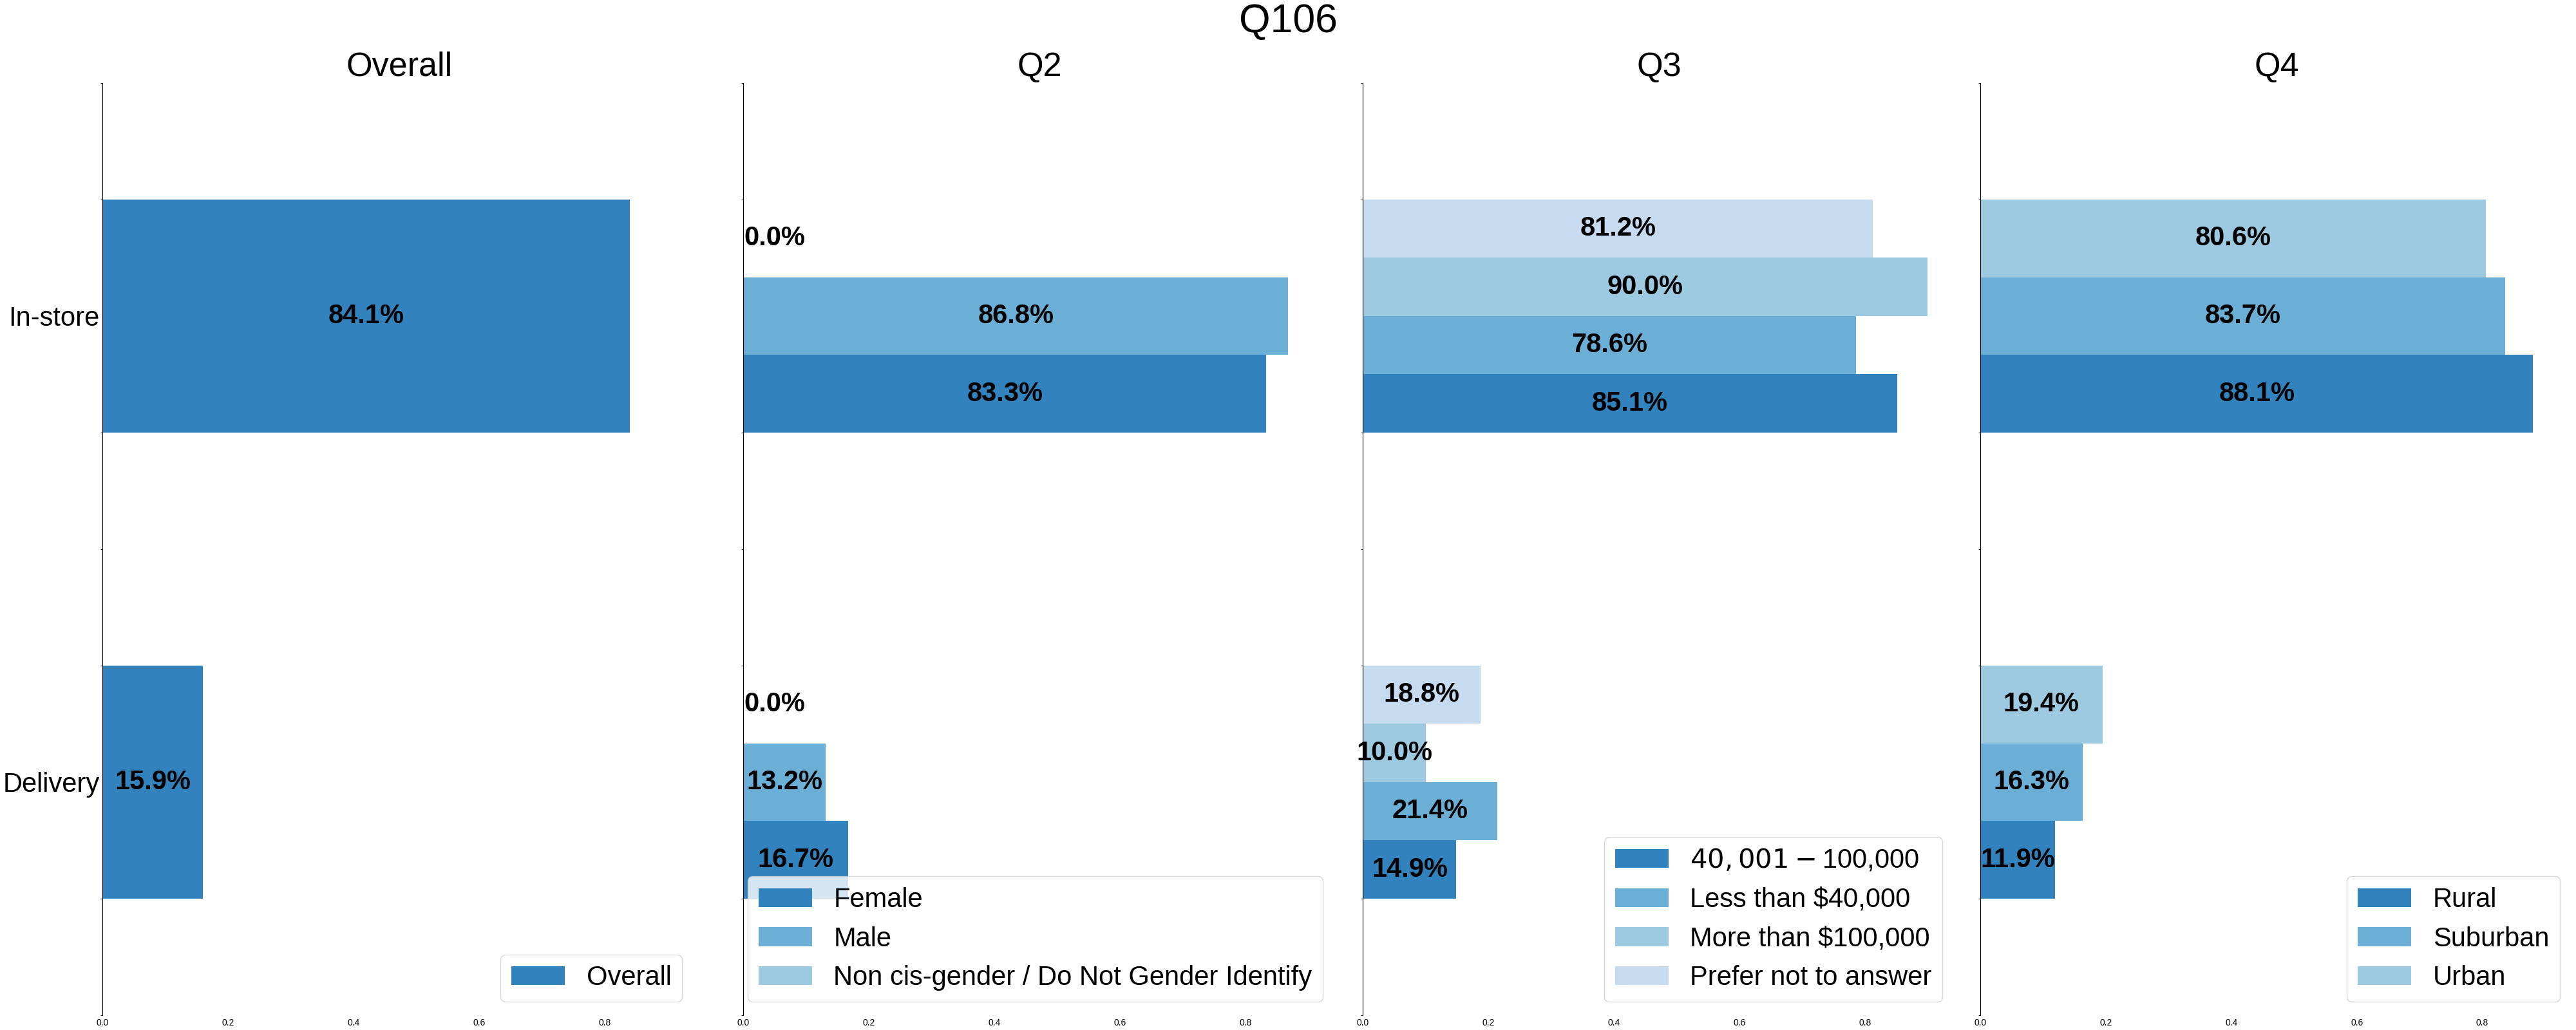 Q106
Overall
Q2
Q3
Q4
In-store
Delivery
84.1%
15.9%
Overall
0.0 0.2 0.4 0.6 0.8
0.0%
86.8%
83.3%
0.0%
13.2%
16.7%
Female
Male
Non cis-gender / Do Not Gender Identify
0.0 0.2 0.4 0.6 0.8
81.2%
90.0%
78.6%
85.1%
18.8%
10.0%
21.4%
14.9%
40,001 − 100,000
Less than $40,000
More than $100,000
Prefer not to answer
0.0 0.2 0.4 0.6 0.8
80.6%
83.7%
88.1%
19.4%
16.3%
11.9%
Rural
Suburban
Urban
0.0 0.2 0.4 0.6 0.8